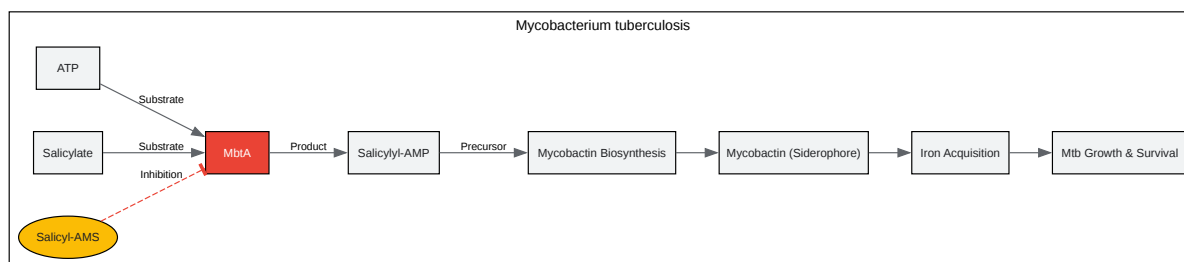 Mycobacterium tuberculosis
ATP
Substrate
Salicylate
Substrate
MbtA
Product
Salicylyl-AMP
Precursor
Mycobactin Biosynthesis
Mycobactin (Siderophore)
Iron Acquisition
Mtb Growth & Survival
Inhibition
Salicyl-AMS